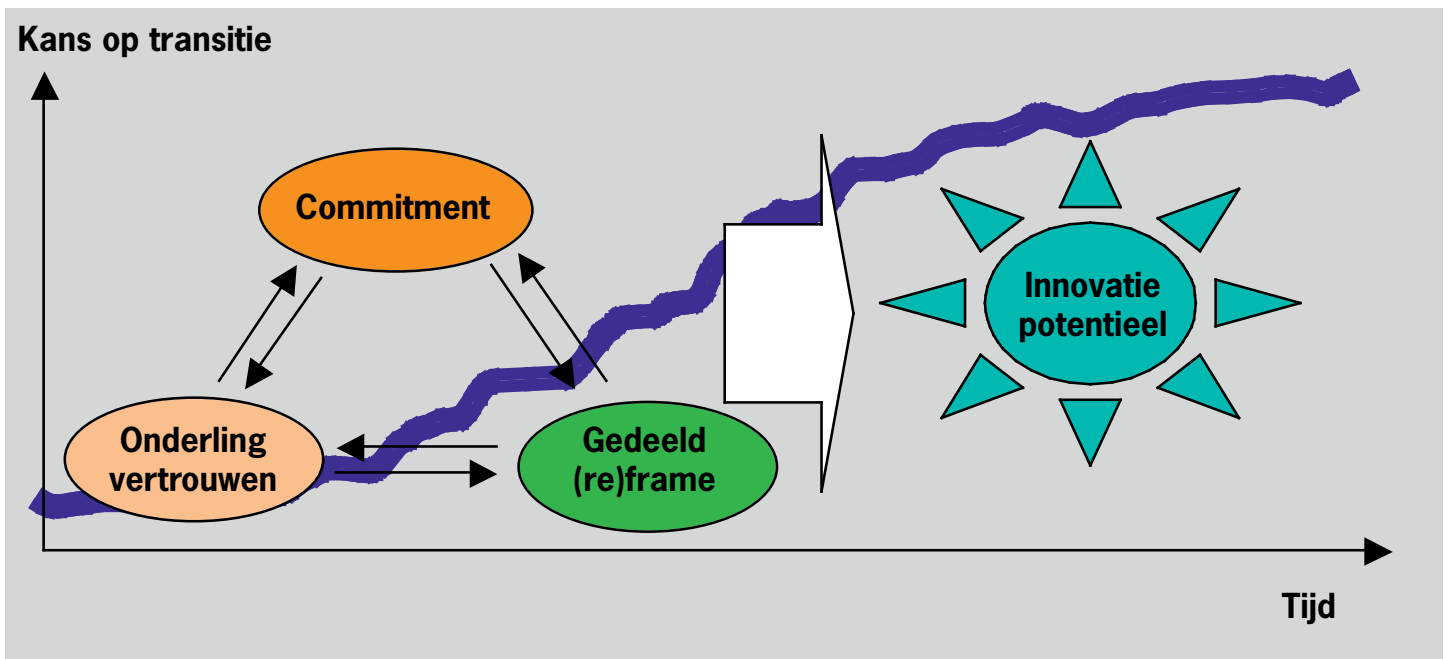 Kans op transitie
Commitment
Innovatie
potentieel
Onderling
vertrouwen
Gedeeld
(re)frame
Tijd